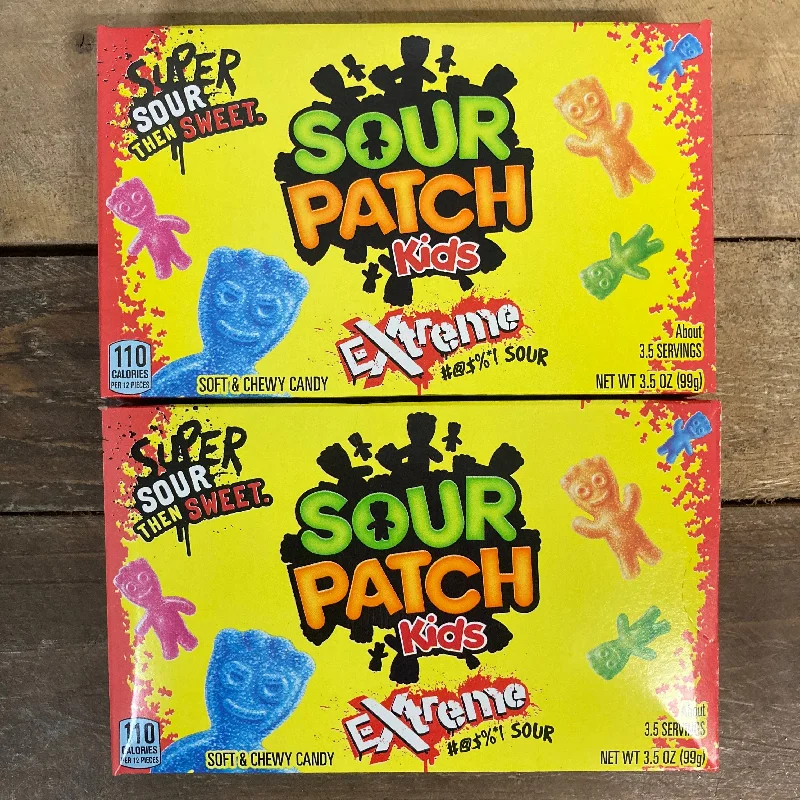 SUPER
SOUR
THEN SWEET.
SOUR
PATCH
Kids
Extreme
#@$%*! SOUR
110
CALORIES
PER 12 PIECES
SOFT & CHEWY CANDY
About
3.5 SERVINGS
NET WT 3.5 OZ (99g)
SUPER
SOUR
THEN SWEET.
SOUR
PATCH
Kids
Extreme
#@$%*! SOUR
110
CALORIES
PER 12 PIECES
SOFT & CHEWY CANDY
About
3.5 SERVINGS
NET WT 3.5 OZ (99g)